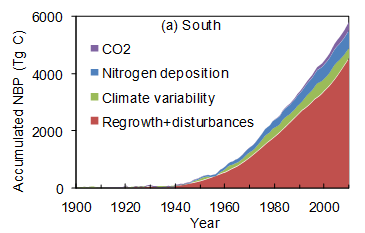 (a) South
Accumulated NBP (Tg C)
6000
4000
2000
0
CO2
Nitrogen deposition
Climate variability
Regrowth+disturbances
1900 1920 1940 1960 1980 2000
Year